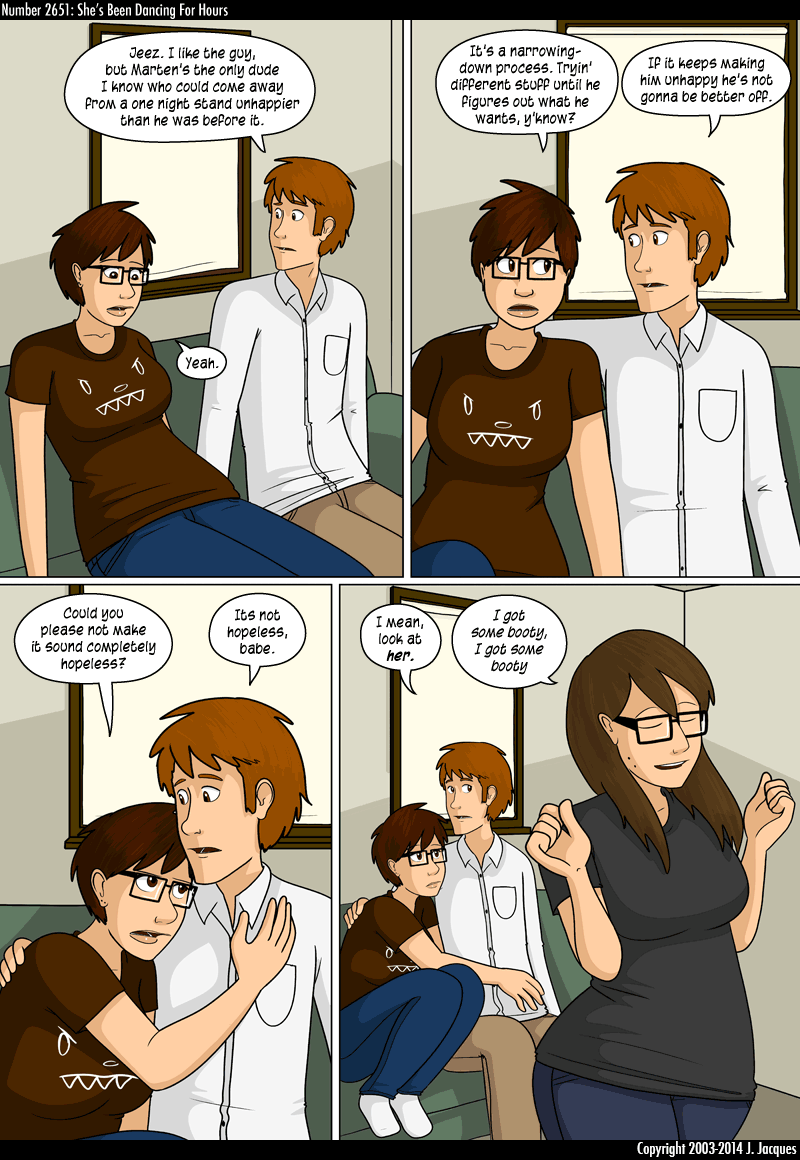 Number 2651: She's Been Dancing For Hours
Jeez. I like the guy,
but Marten's the only dude
I know who could come away
from a one night stand unhappier
than he was before it.
Yeah.
It's a narrowing-
down process. Tryin'
different stuff until he
figures out what he
wants, y'know?
If it keeps making
him unhappy he's not
gonna be better off.
Could you
please not make
it sound completely
hopeless?
Its not
hopeless,
babe.
I mean,
look at
her.
I got
some booty,
I got some
booty
Copyright 2003-2014 J. Jacques